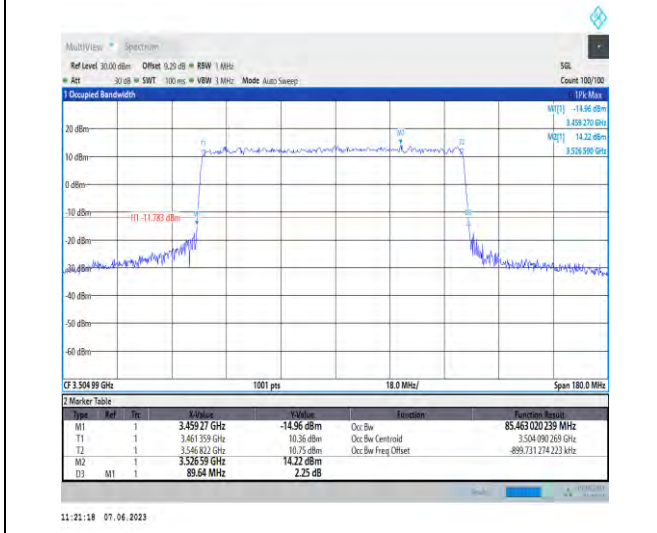 MultiView Spectrum
Ref Level 30.00 dBm Offset 9.29 dB RBW 1 MHz SGL
Att 30 dB SWT 100 ms VBW 3 MHz Mode Auto Sweep Count 100/100
1 Occupied Bandwidth 1Pk Max
M1[1] -14.96 dBm
3.459 270 GHz
M2[1] 14.22 dBm
3.526 590 GHz
20 dBm
10 dBm
0 dBm
-10 dBm
H1 -11.783 dBm
-20 dBm
-30 dBm
-40 dBm
-50 dBm
-60 dBm
T1
M2
T2
M1
CF 3.504 99 GHz 1001 pts 18.0 MHz/ Span 180.0 MHz
2 Marker Table
Type Ref Trc X-Value Y-Value Function Function Result
M1 1 3.459 27 GHz -14.96 dBm Occ Bw 85.463 020 239 MHz
T1 1 3.461 359 GHz 10.36 dBm Occ Bw Centroid 3.504 090 269 GHz
T2 1 3.546 822 GHz 10.75 dBm Occ Bw Freq Offset -899.731 274 223 kHz
M2 1 3.526 59 GHz 14.22 dBm
D3 M1 1 89.64 MHz 2.25 dB
11:21:18 07.06.2023